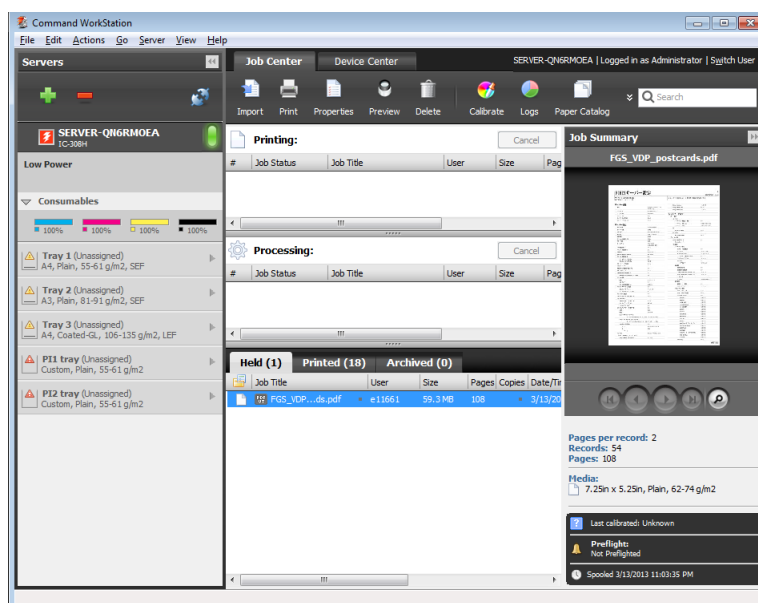 Command WorkStation
File Edit Actions Go Server View Help
Servers
Job Center Device Center
SERVER-QN6RMOEA | Logged in as Administrator | Switch User
Import Print Properties Preview Delete Calibrate Logs Paper Catalog
Search
SERVER-QN6RMOEA
IC-308H
Low Power
Consumables
100% 100% 100% 100%
Tray 1 (Unassigned)
A4, Plain, 55-61 g/m2, SEF
Tray 2 (Unassigned)
A3, Plain, 81-91 g/m2, SEF
Tray 3 (Unassigned)
A4, Coated-GL, 106-135 g/m2, LEF
PI1 tray (Unassigned)
Custom, Plain, 55-61 g/m2
PI2 tray (Unassigned)
Custom, Plain, 55-61 g/m2
Printing:
Cancel
# Job Status Job Title User Size Pag
Processing:
Cancel
# Job Status Job Title User Size Pag
Held (1) Printed (18) Archived (0)
Job Title User Size Pages Copies Date/Tir
FGS_VDP...ds.pdf e11661 59.3 MB 108 3/13/20
Job Summary
FGS_VDP_postcards.pdf
Pages per record: 2
Records: 54
Pages: 108
Media:
7.25in x 5.25in, Plain, 62-74 g/m2
Last calibrated: Unknown
Preflight:
Not Preflighted
Spooled 3/13/2013 11:03:35 PM